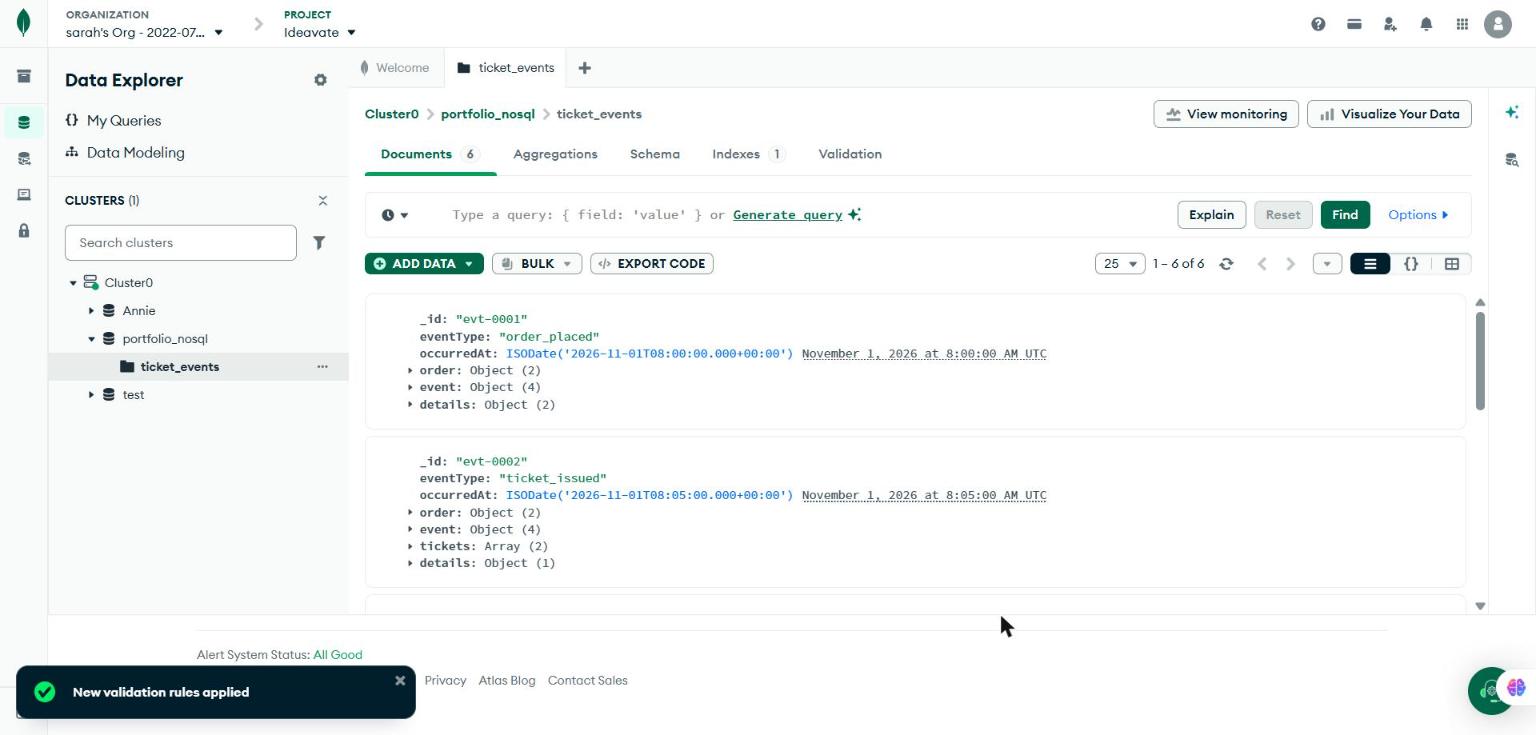 ORGANIZATION
sarah's Org - 2022-07...
PROJECT
Ideavate
Data Explorer
My Queries
Data Modeling
CLUSTERS (1)
Search clusters
Cluster0
Annie
portfolio_nosql
ticket_events
test
Welcome
ticket_events
Cluster0 > portfolio_nosql > ticket_events
View monitoring
Visualize Your Data
Documents 6
Aggregations
Schema
Indexes 1
Validation
Type a query: { field: 'value' } or Generate query
Explain
Reset
Find
Options
ADD DATA
BULK
EXPORT CODE
25
1 – 6 of 6
_id: "evt-0001"
eventType: "order_placed"
occurredAt: ISODate('2026-11-01T08:00:00.000+00:00') November 1, 2026 at 8:00:00 AM UTC
order: Object (2)
event: Object (4)
details: Object (2)
_id: "evt-0002"
eventType: "ticket_issued"
occurredAt: ISODate('2026-11-01T08:05:00.000+00:00') November 1, 2026 at 8:05:00 AM UTC
order: Object (2)
event: Object (4)
tickets: Array (2)
details: Object (1)
Alert System Status: All Good
Privacy Atlas Blog Contact Sales
New validation rules applied